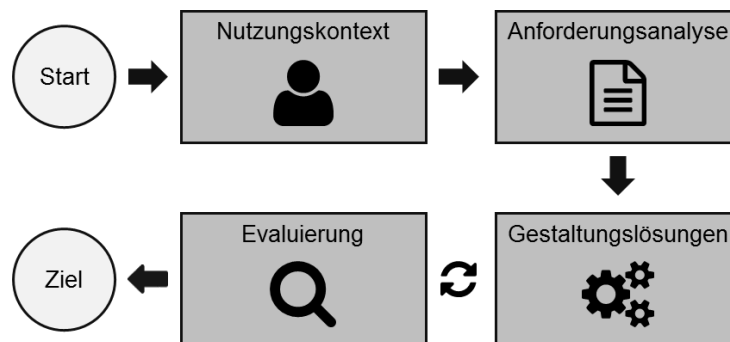 Start
Nutzungskontext
Anforderungsanalyse
Ziel
Evaluierung
Gestaltungslösungen